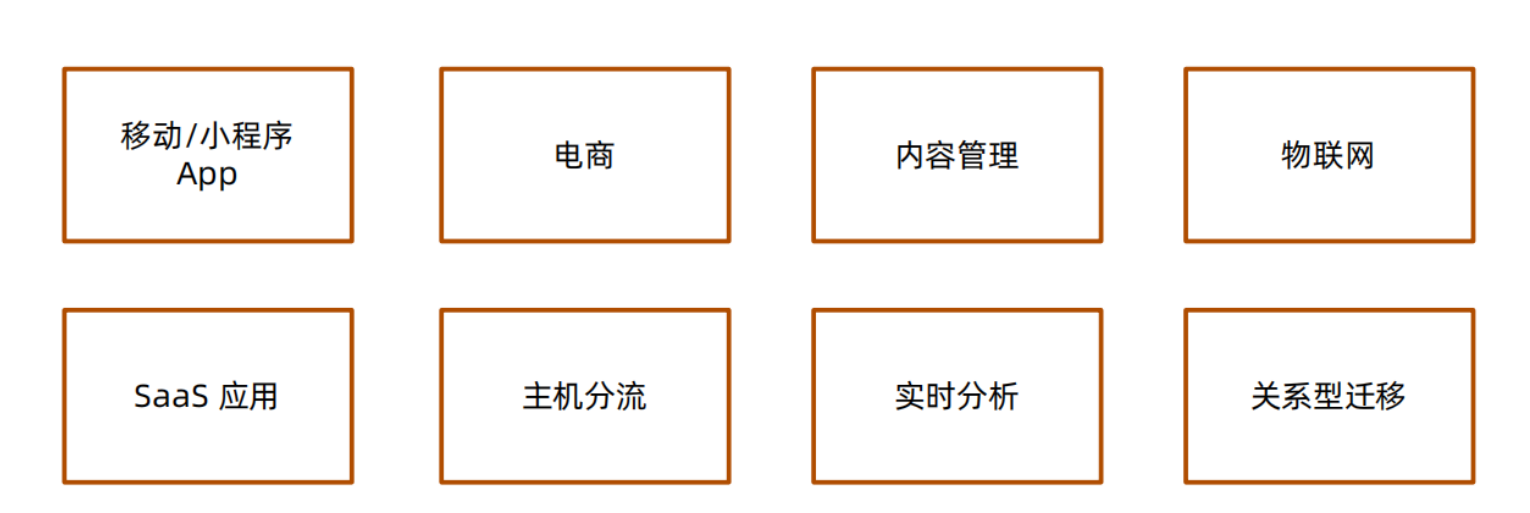 移动/小程序
App
电商
内容管理
物联网
SaaS 应用
主机分流
实时分析
关系型迁移